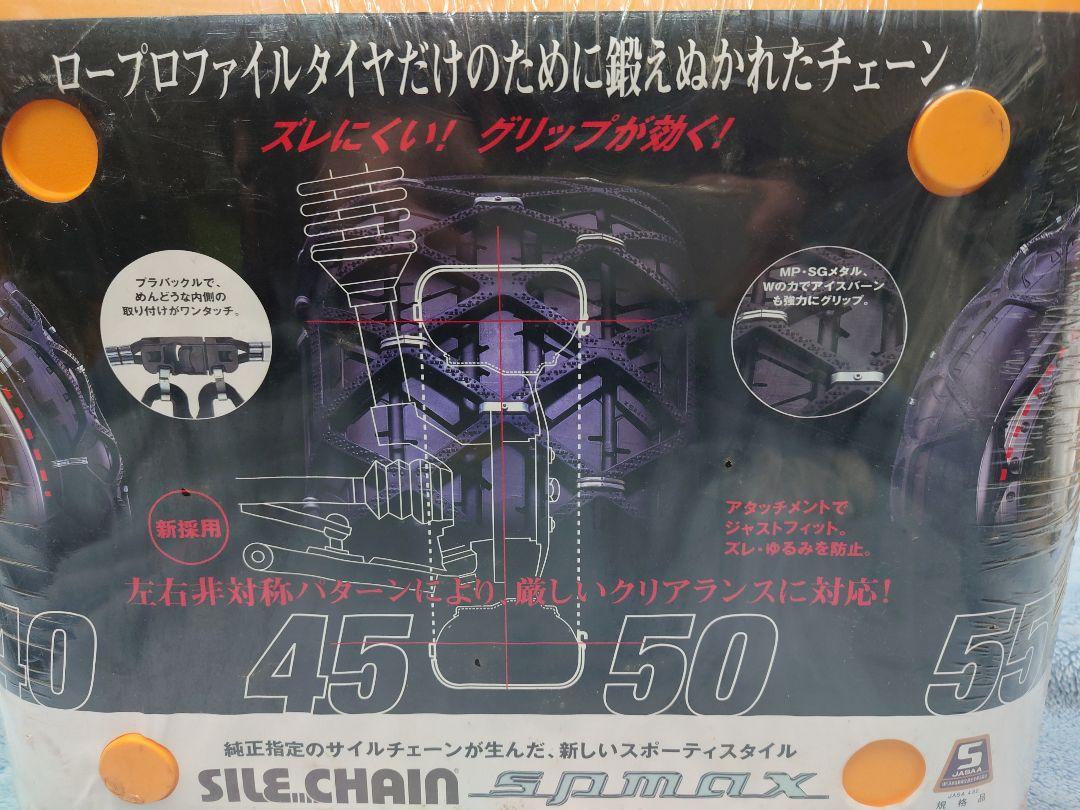 ロープロファイルタイヤだけのために鍛えぬかれたチェーン
ズレにくい! グリップが効く!
プラバックルで、
めんどうな内側の
取り付けがワンタッチ。
MP・SGメタル、
Wの力でアイスバーン
も強力にグリップ。
新採用
アタッチメントで
ジャストフィット。
ズレ・ゆるみを防止。
左右非対称パターンにより、厳しいクリアランスに対応!
40 45 50 55
純正指定のサイルチェーンが生んだ、新しいスポーティスタイル
SILE...CHAIN spmax
S
JASAA
規格品